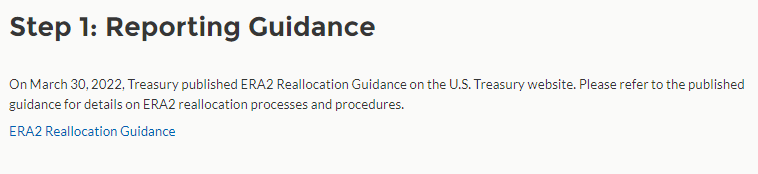 Step 1: Reporting Guidance
On March 30, 2022, Treasury published ERA2 Reallocation Guidance on the U.S. Treasury website. Please refer to the published
guidance for details on ERA2 reallocation processes and procedures.
ERA2 Reallocation Guidance